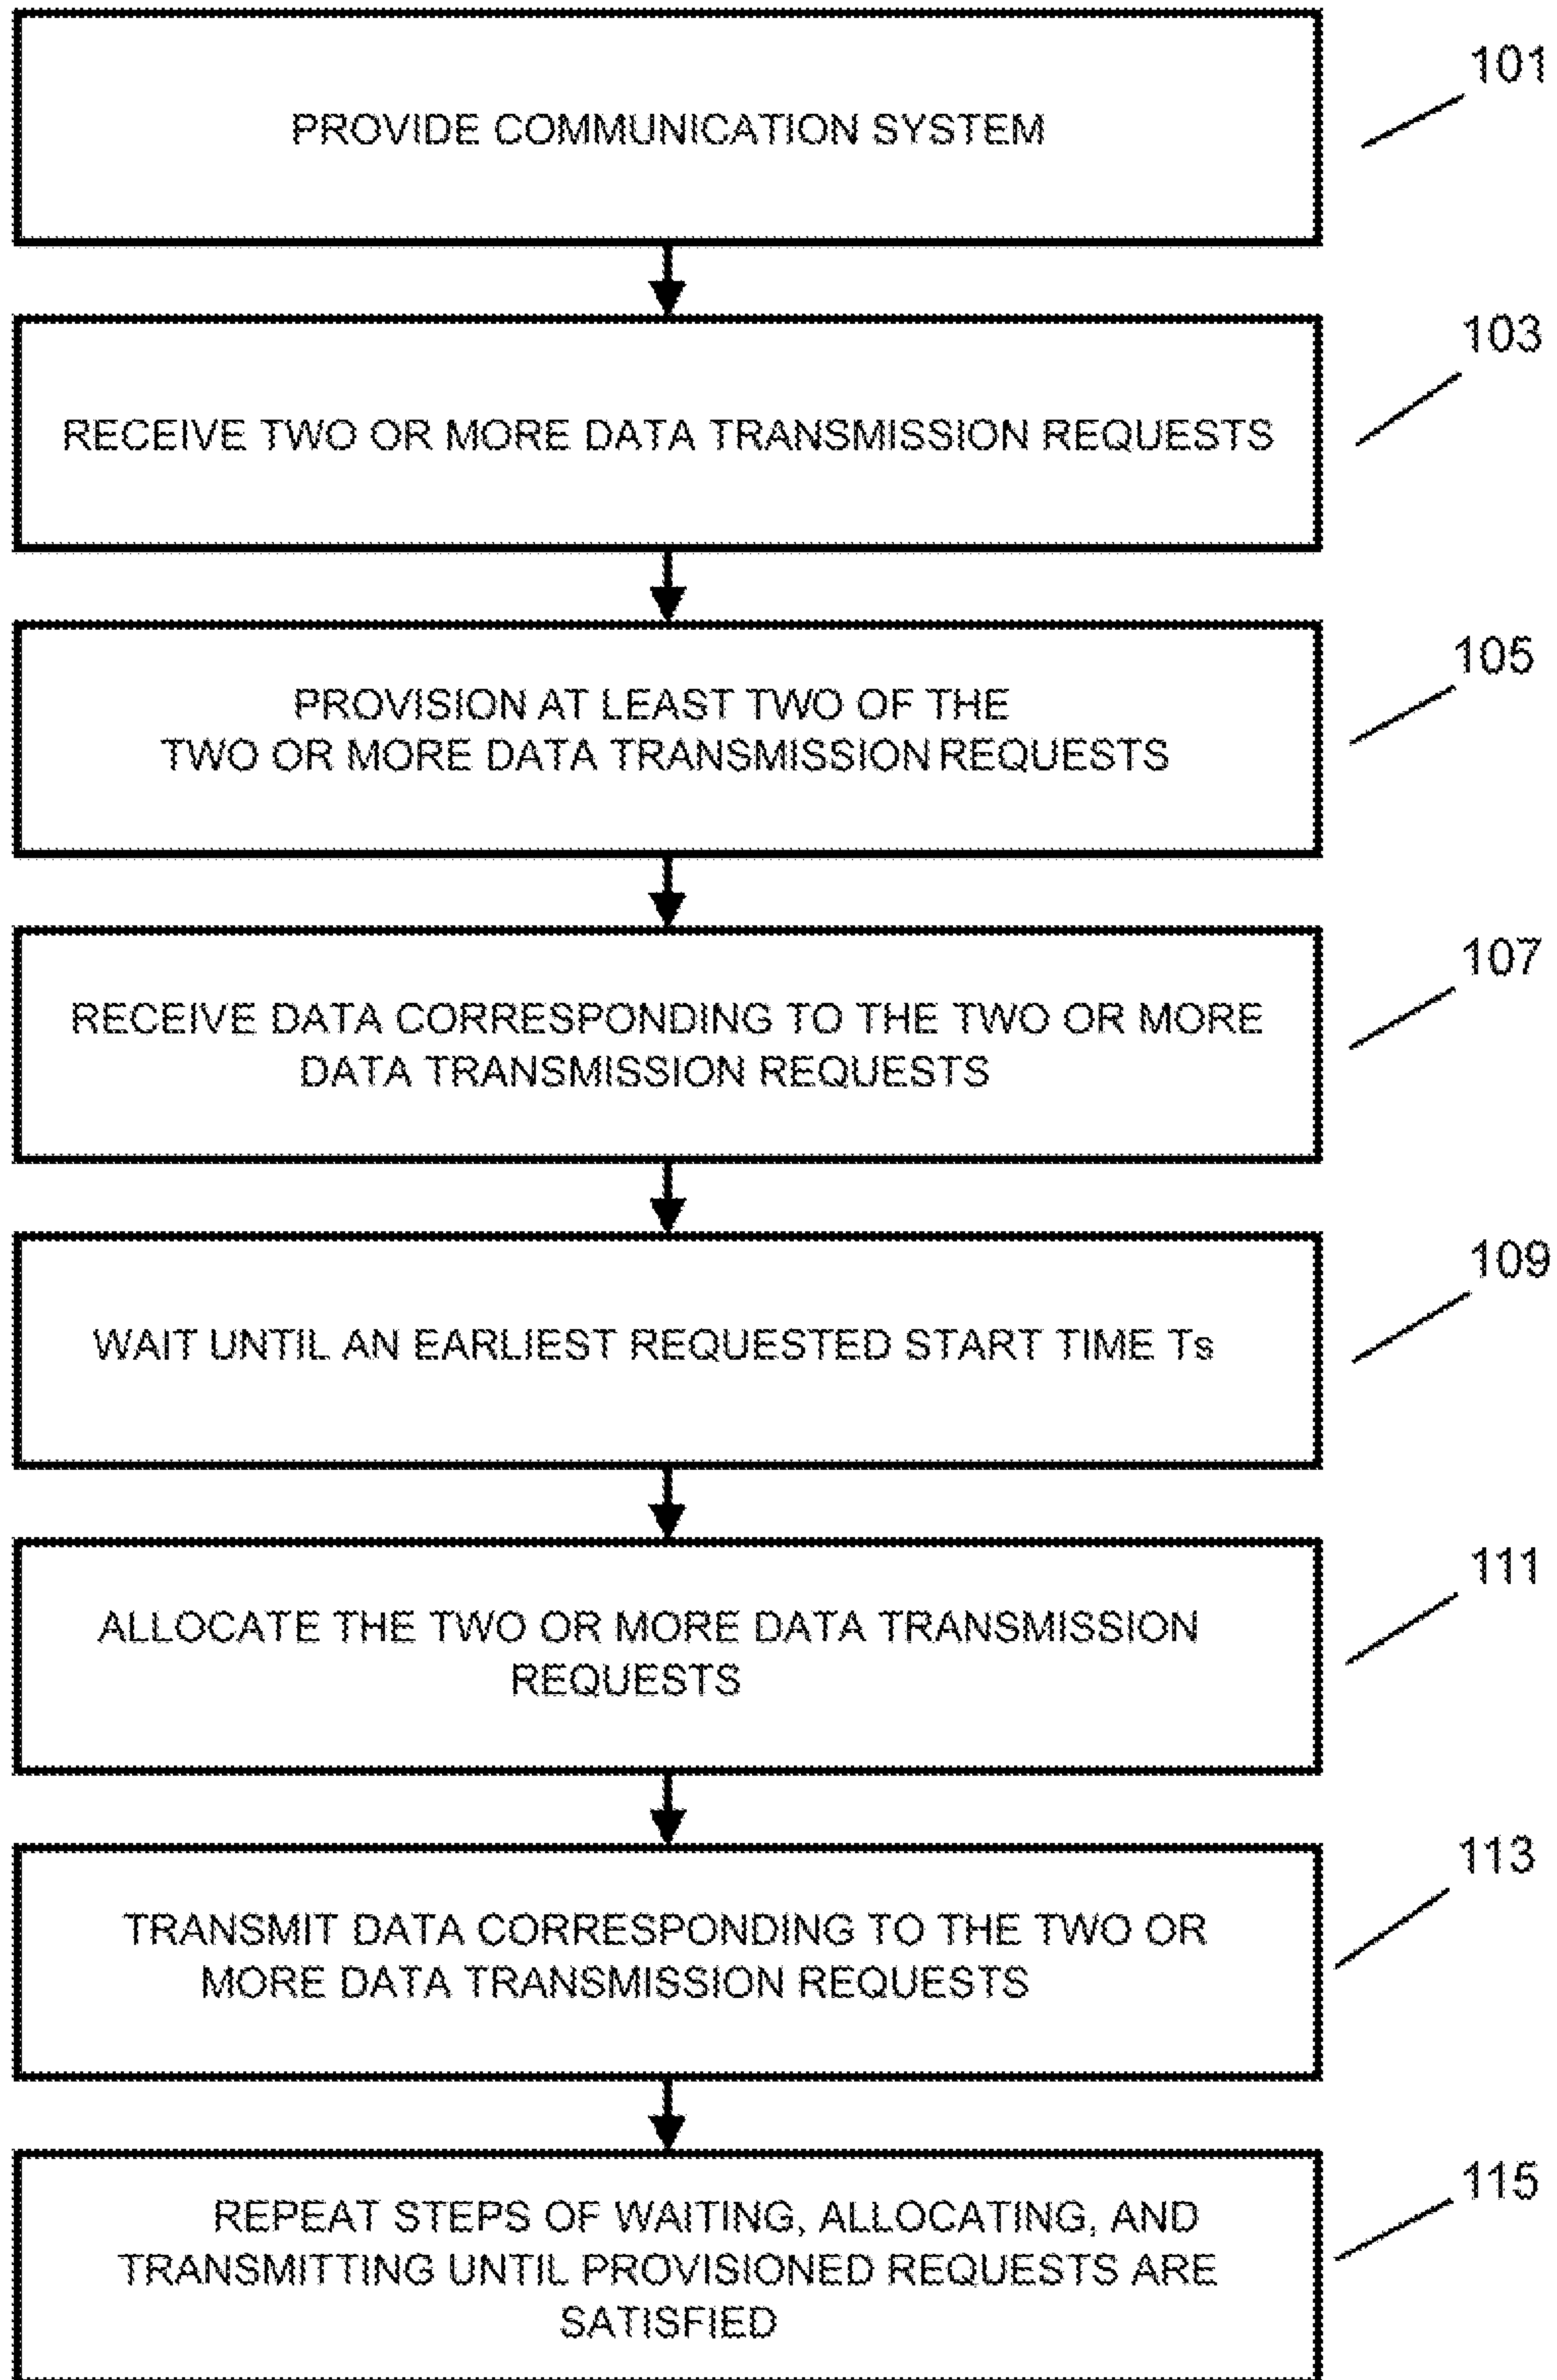 PROVIDE COMMUNICATION SYSTEM
101
RECEIVE TWO OR MORE DATA TRANSMISSION REQUESTS
103
PROVISION AT LEAST TWO OF THE
TWO OR MORE DATA TRANSMISSION REQUESTS
105
RECEIVE DATA CORRESPONDING TO THE TWO OR MORE
DATA TRANSMISSION REQUESTS
107
WAIT UNTIL AN EARLIEST REQUESTED START TIME Ts
109
ALLOCATE THE TWO OR MORE DATA TRANSMISSION
REQUESTS
111
TRANSMIT DATA CORRESPONDING TO THE TWO OR
MORE DATA TRANSMISSION REQUESTS
113
REPEAT STEPS OF WAITING, ALLOCATING, AND
TRANSMITTING UNTIL PROVISIONED REQUESTS ARE
SATISFIED
115